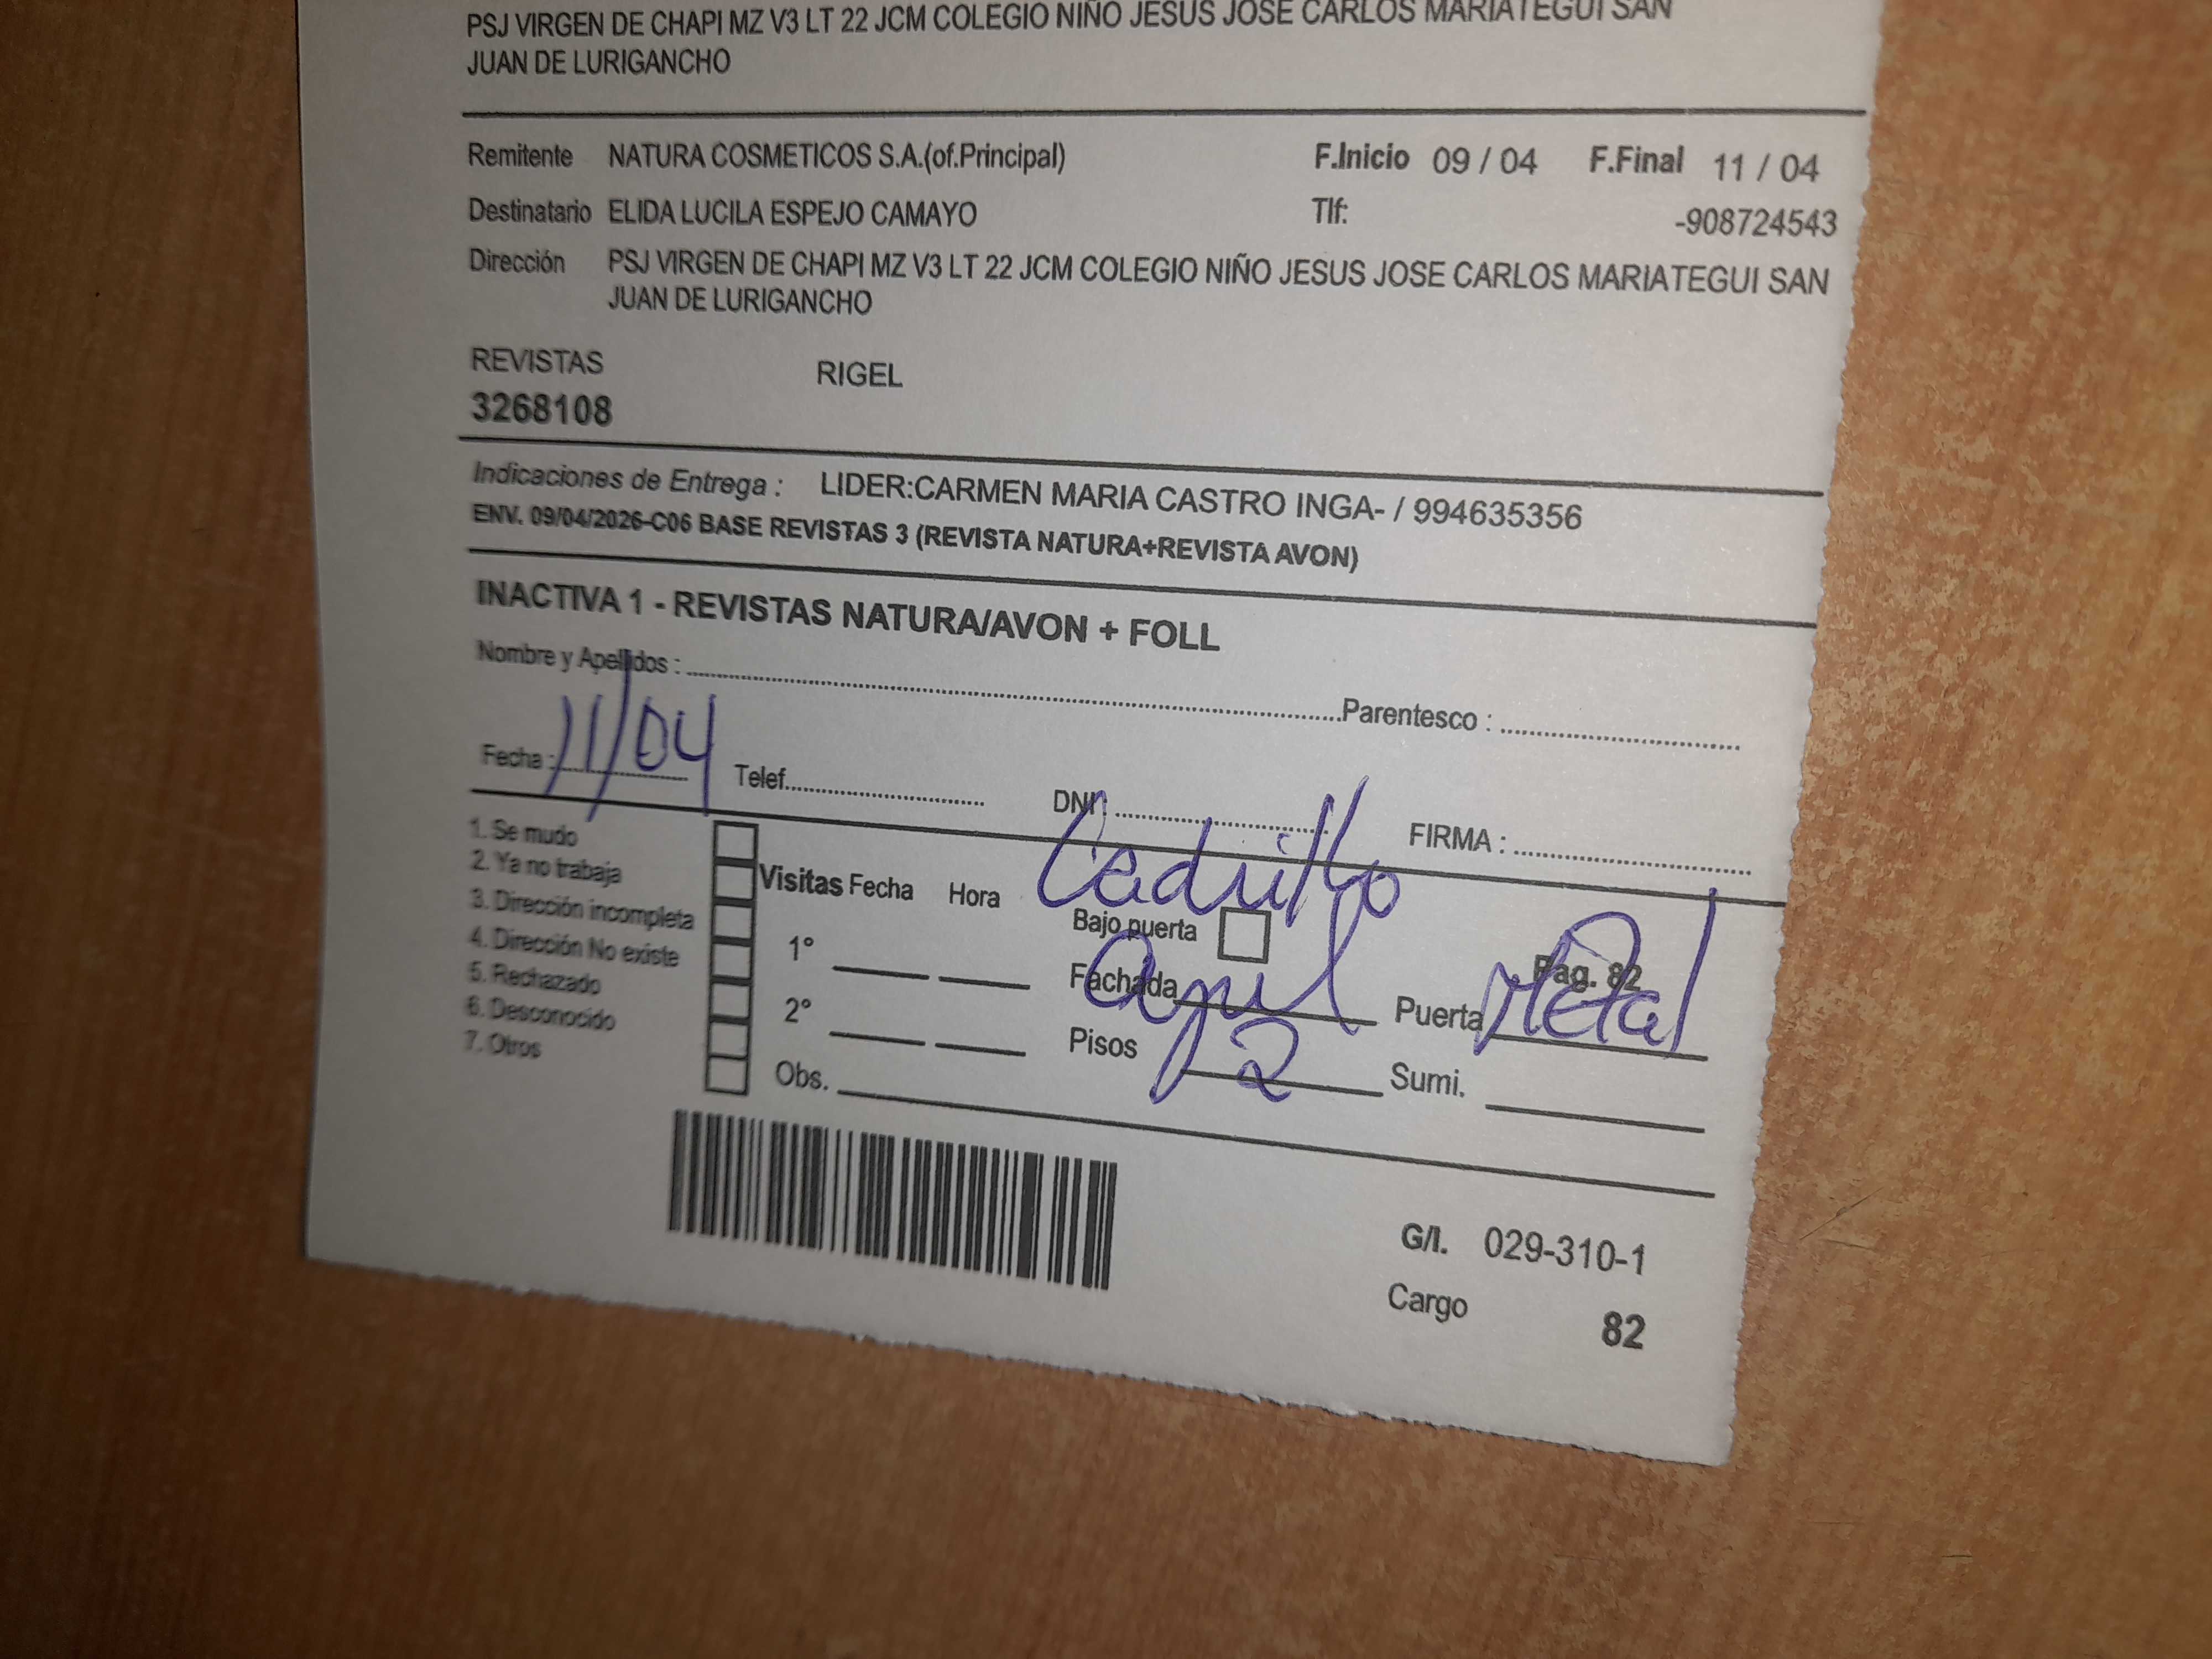 PSJ VIRGEN DE CHAPI MZ V3 LT 22 JCM COLEGIO NIÑO JESUS JOSE CARLOS MARIATEGUI SAN
JUAN DE LURIGANCHO
Remitente NATURA COSMETICOS S.A.(of.Principal) F.Inicio 09 / 04 F.Final 11 / 04
Destinatario ELIDA LUCILA ESPEJO CAMAYO Tlf: -908724543
Dirección PSJ VIRGEN DE CHAPI MZ V3 LT 22 JCM COLEGIO NIÑO JESUS JOSE CARLOS MARIATEGUI SAN
JUAN DE LURIGANCHO
REVISTAS RIGEL
3268108
Indicaciones de Entrega : LIDER:CARMEN MARIA CASTRO INGA- / 994635356
ENV. 09/04/2026-C06 BASE REVISTAS 3 (REVISTA NATURA+REVISTA AVON)
INACTIVA 1 - REVISTAS NATURA/AVON + FOLL
Nombre y Apellidos : Parentesco :
Fecha : 11/04 Telef. DNI : FIRMA :
1. Se mudo
2. Ya no trabaja
3. Dirección incompleta
4. Dirección No existe
5. Rechazado
6. Desconocido
7. Otros
Visitas Fecha Hora
1°
2°
Obs.
Ladrillo
Bajo puerta
Pag. 82
Fachada Azul Puerta Metal
Pisos 2 Sumi.
G/I. 029-310-1
Cargo 82